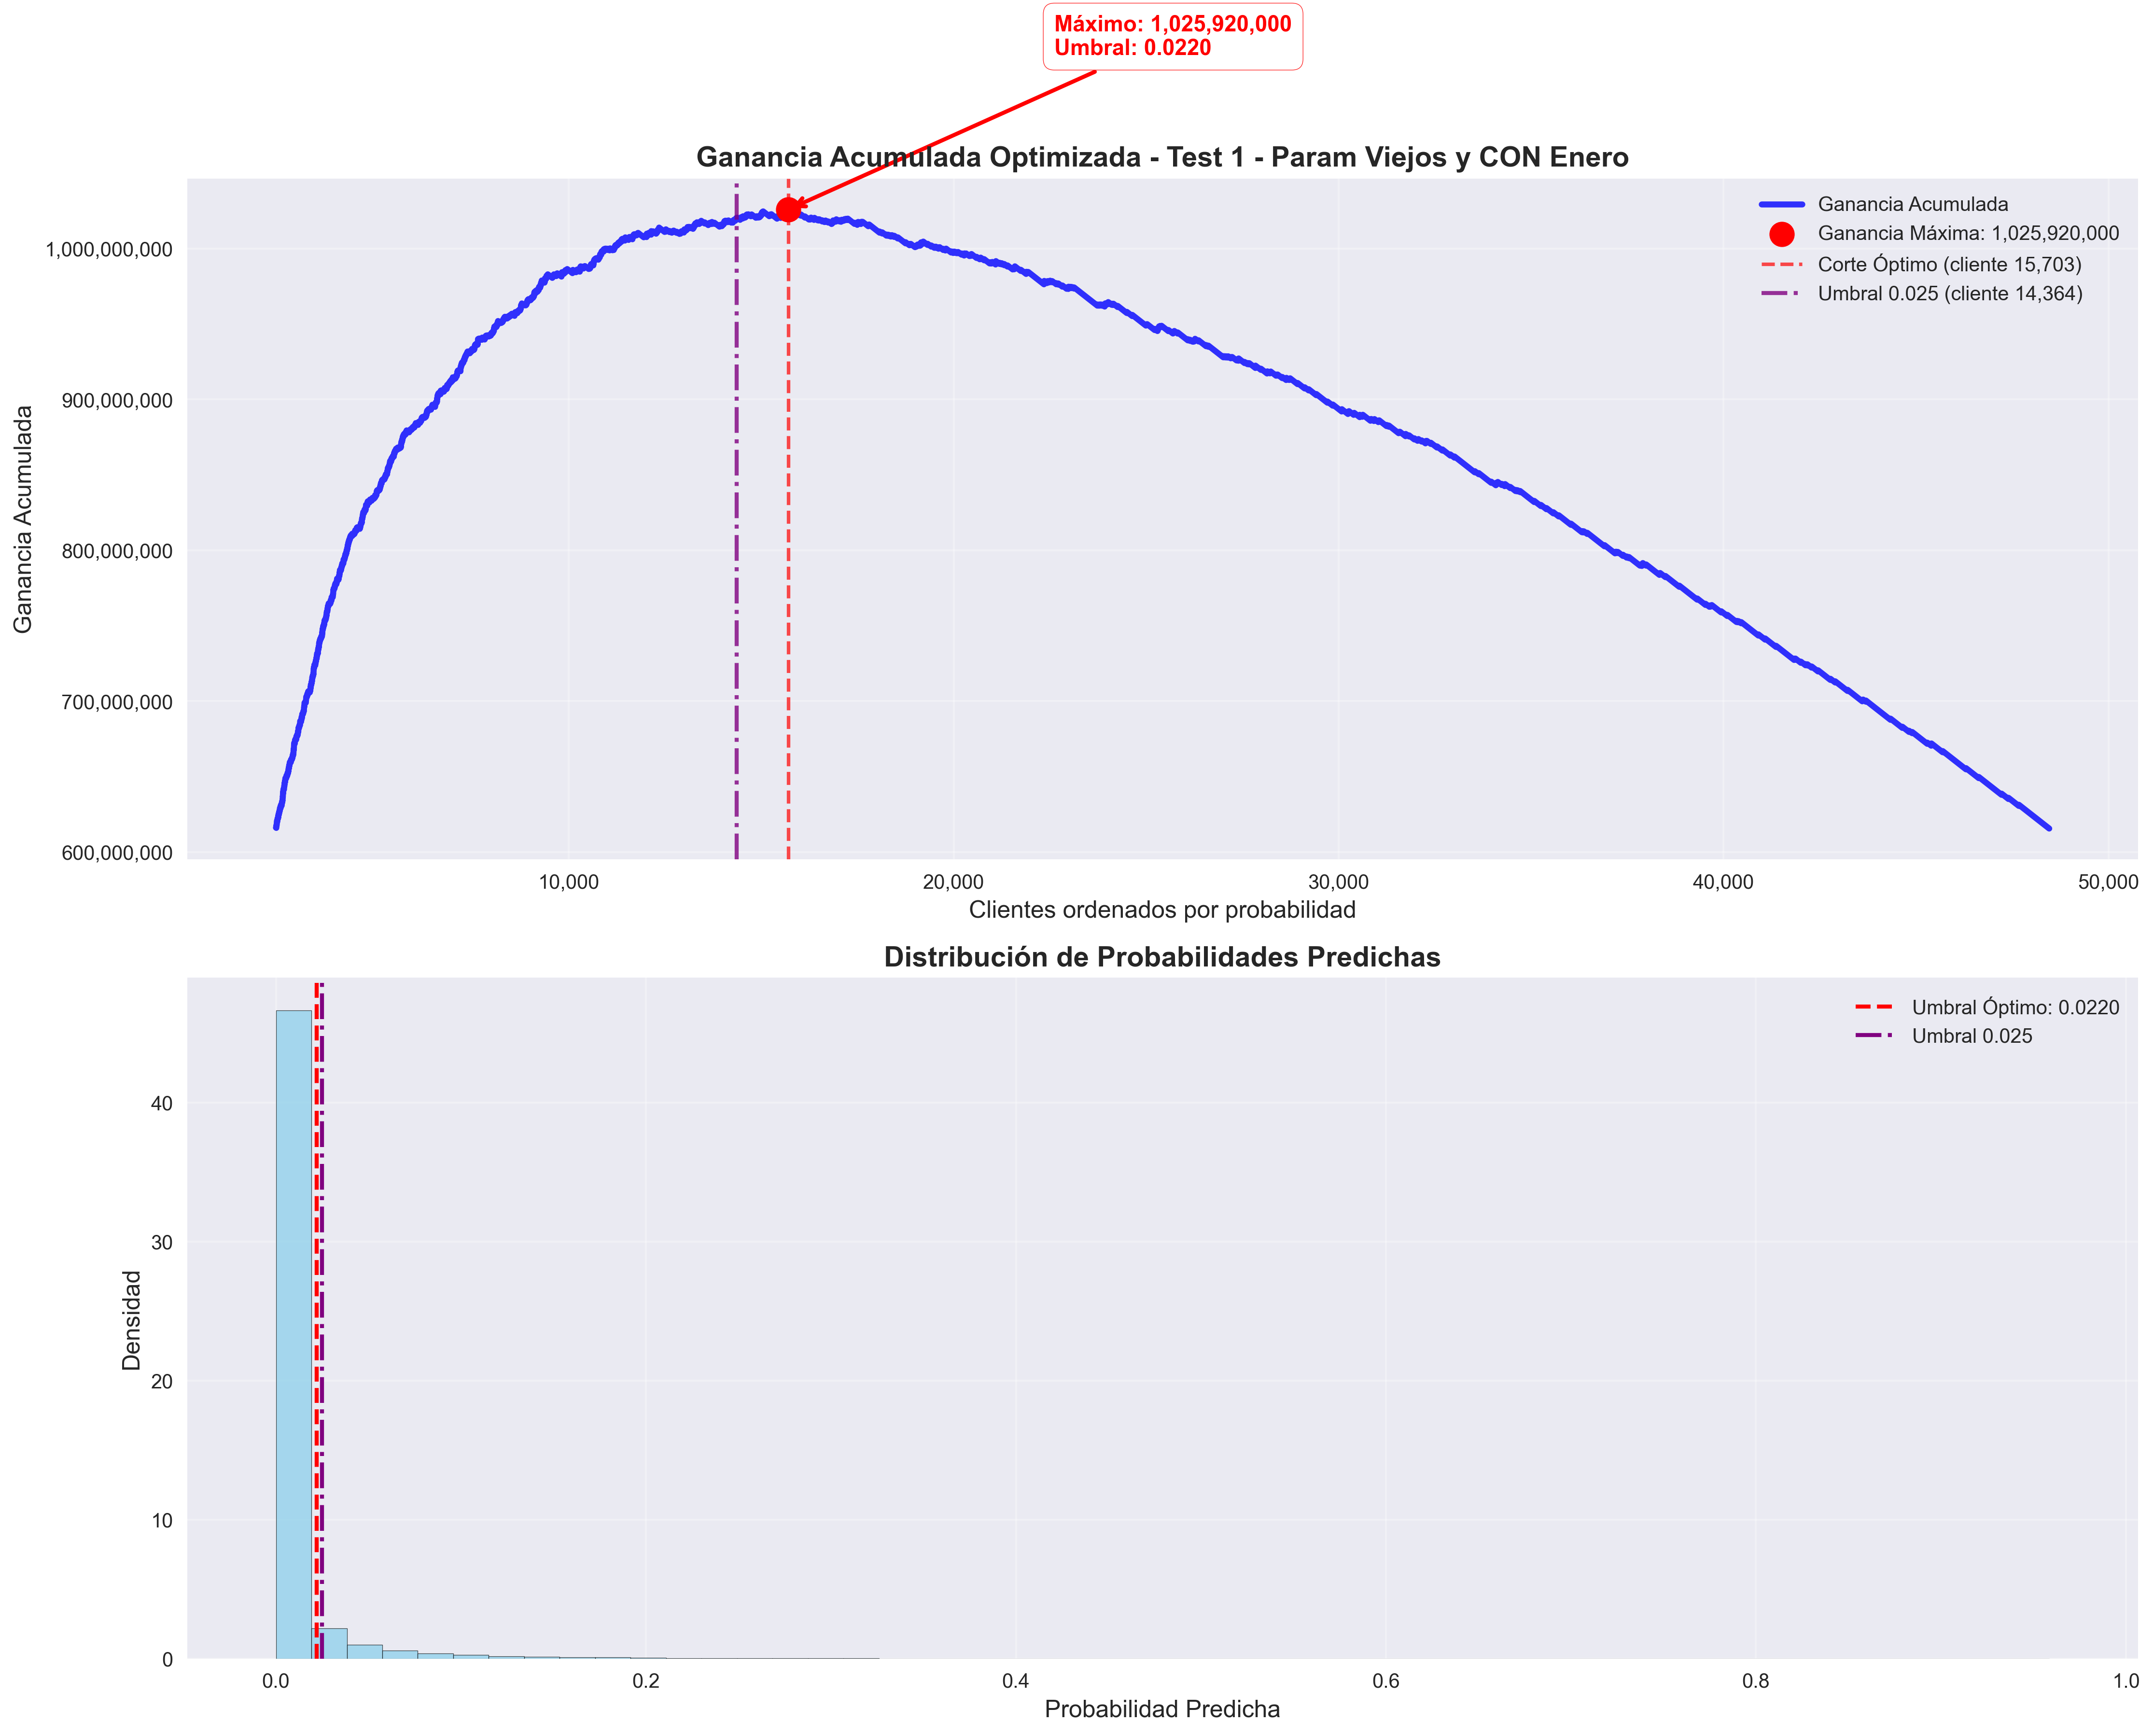 Máximo: 1,025,920,000
Umbral: 0.0220
Ganancia Acumulada Optimizada - Test 1 - Param Viejos y CON Enero
Ganancia Acumulada
Ganancia Máxima: 1,025,920,000
Corte Óptimo (cliente 15,703)
Umbral 0.025 (cliente 14,364)
1,000,000,000
900,000,000
800,000,000
700,000,000
600,000,000
Ganancia Acumulada
10,000
20,000
30,000
40,000
50,000
Clientes ordenados por probabilidad
Distribución de Probabilidades Predichas
Umbral Óptimo: 0.0220
Umbral 0.025
40
30
20
10
0
Densidad
0.0
0.2
0.4
0.6
0.8
1.0
Probabilidad Predicha